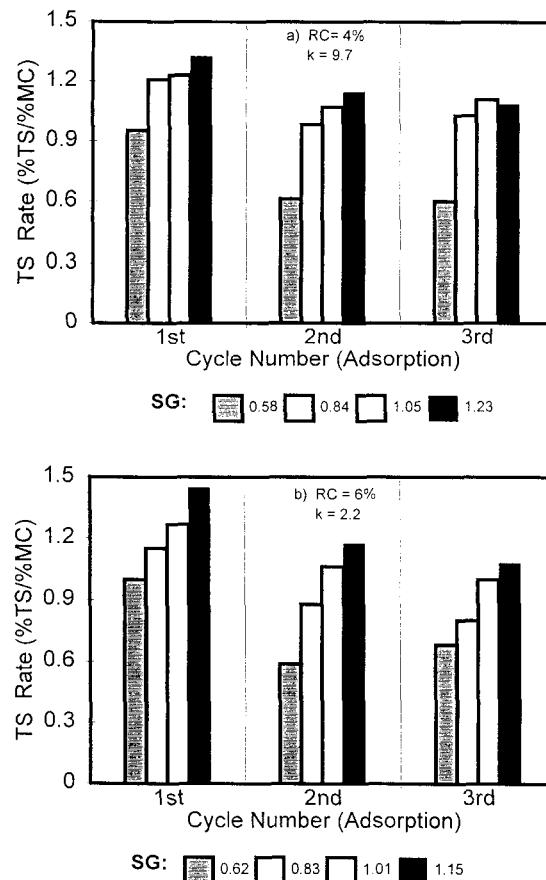 1.5
a) RC= 4%
k = 9.7
1.2
0.9
0.6
0.3
0
TS Rate (%TS/%MC)
1st 2nd 3rd
Cycle Number (Adsorption)
SG: 0.58 0.84 1.05 1.23
1.5
b) RC = 6%
k = 2.2
1.2
0.9
0.6
0.3
0
TS Rate (%TS/%MC)
1st 2nd 3rd
Cycle Number (Adsorption)
SG: 0.62 0.83 1.01 1.15